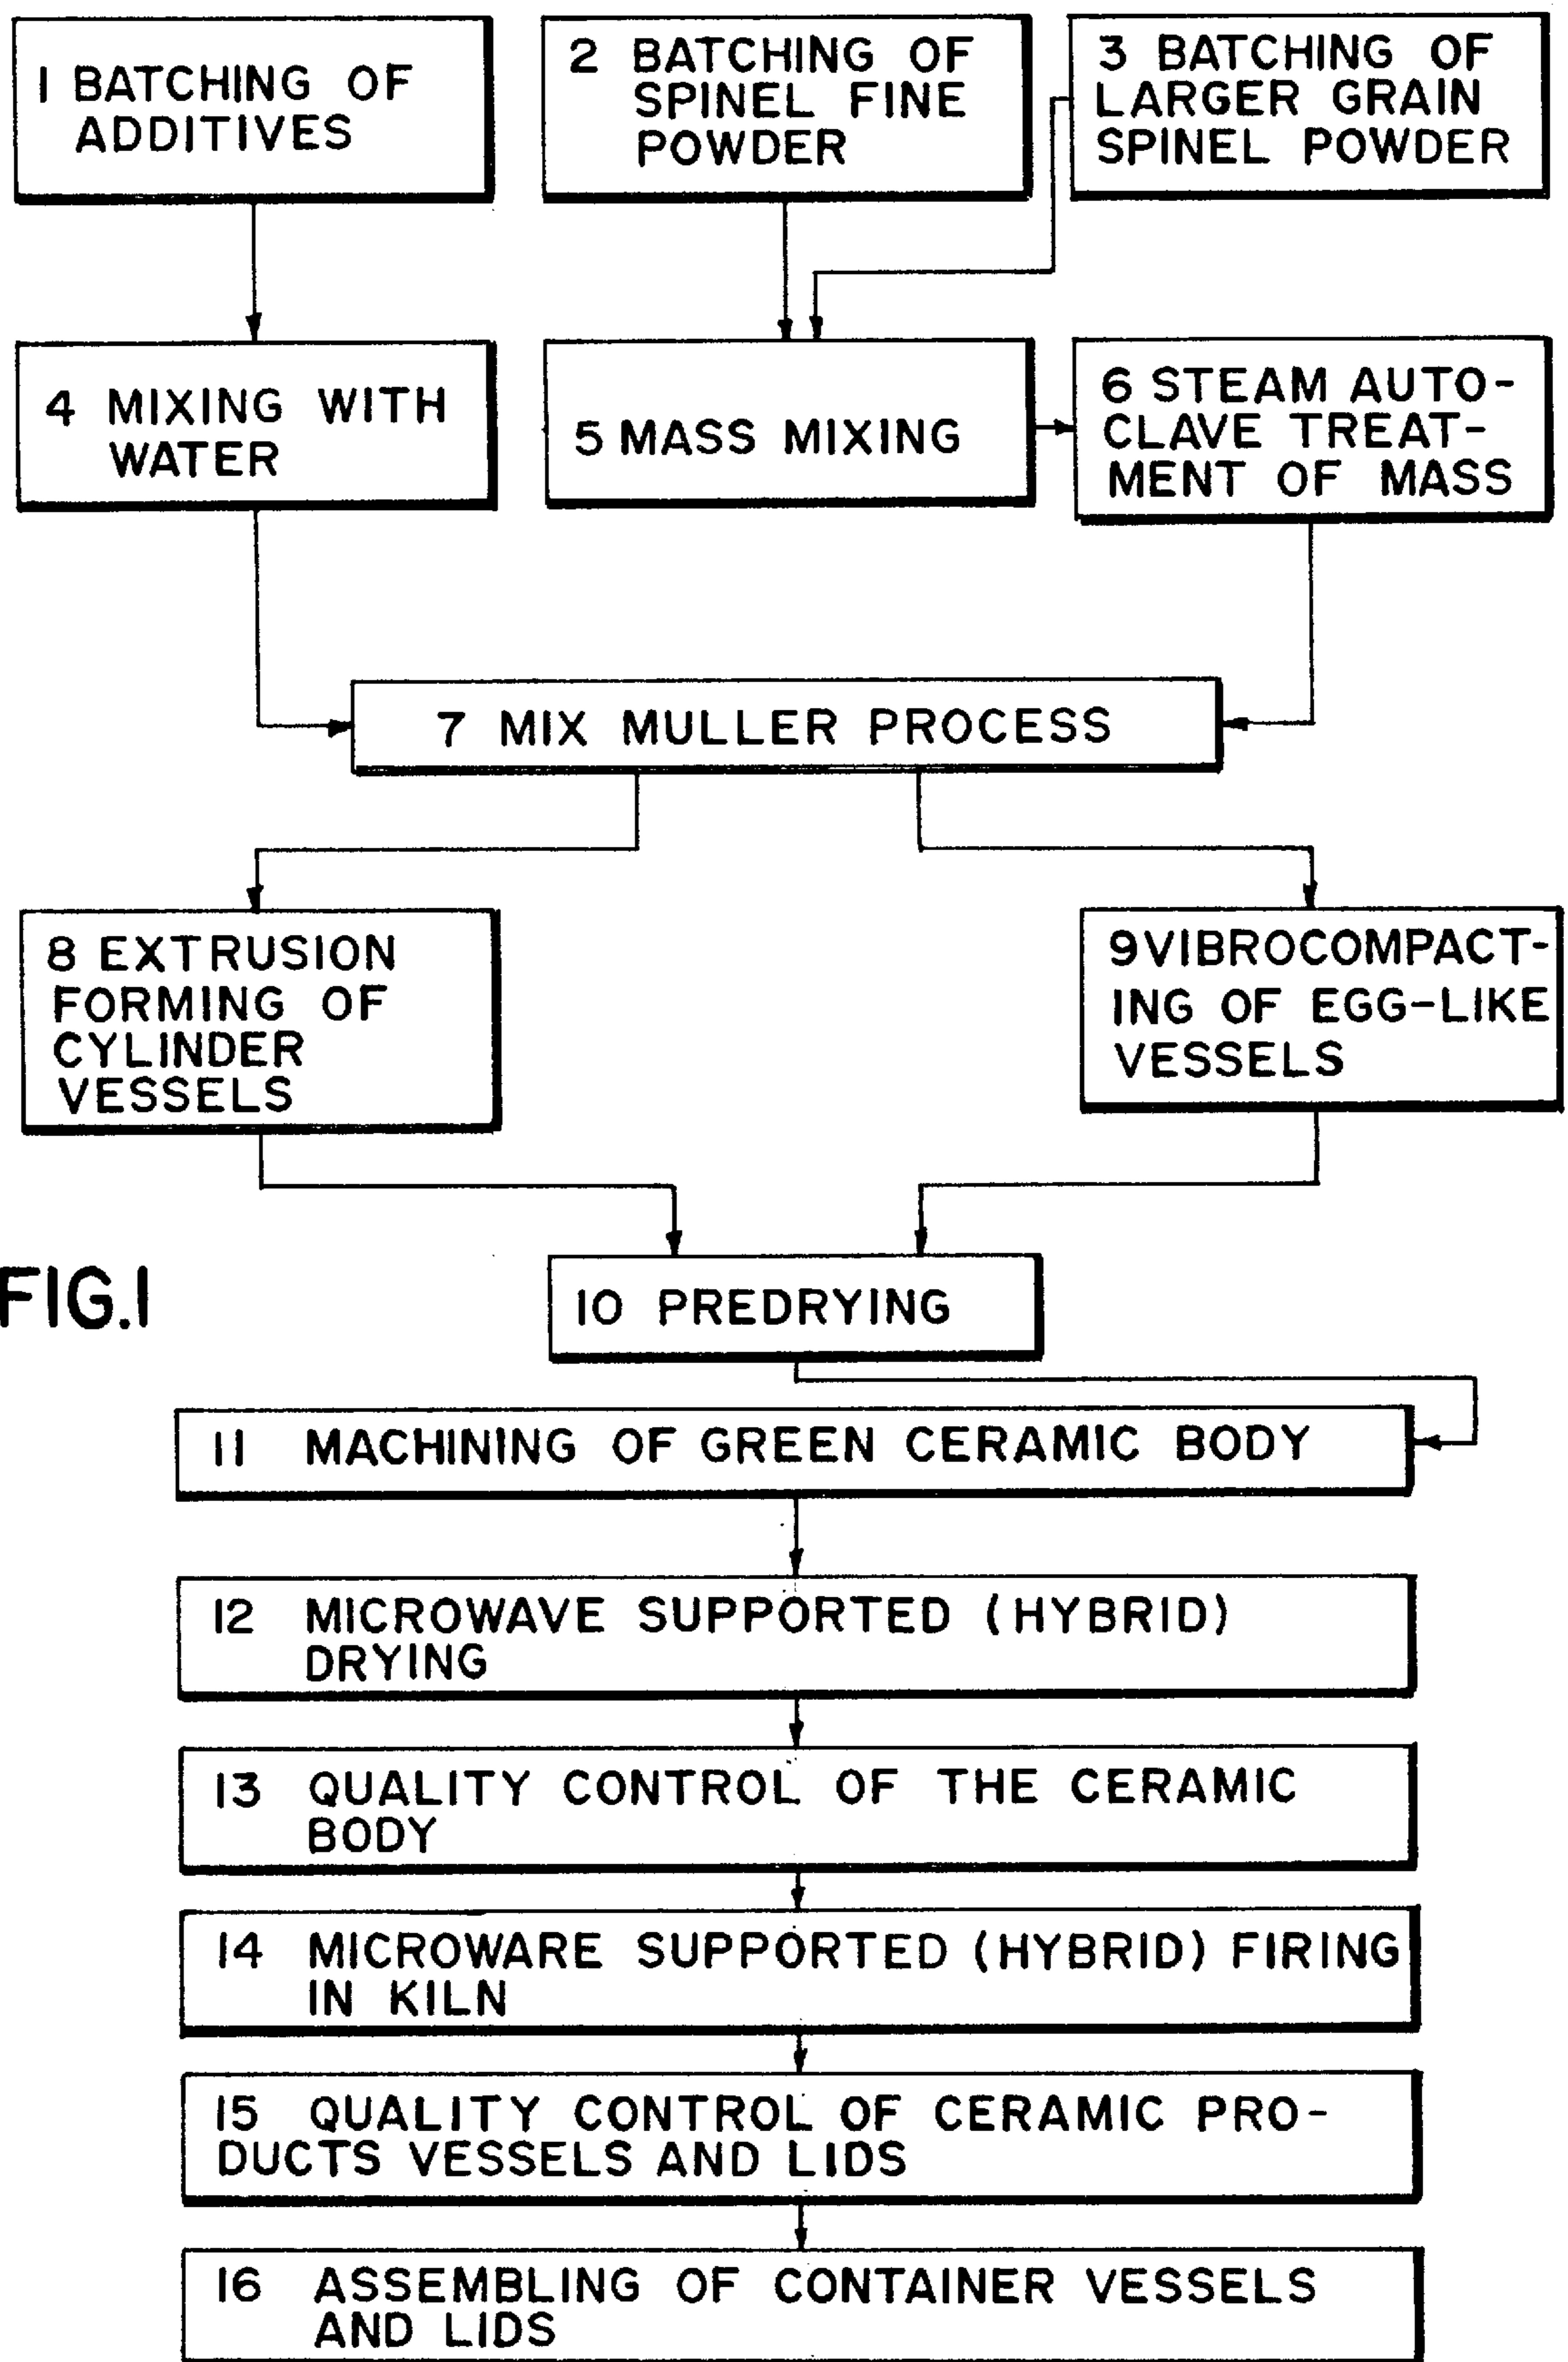 1 BATCHING OF
ADDITIVES
2 BATCHING OF
SPINEL FINE
POWDER
3 BATCHING OF
LARGER GRAIN
SPINEL POWDER
4 MIXING WITH
WATER
5 MASS MIXING
6 STEAM AUTO-
CLAVE TREAT-
MENT OF MASS
7 MIX MULLER PROCESS
8 EXTRUSION
FORMING OF
CYLINDER
VESSELS
9 VIBROCOMPACT-
ING OF EGG-LIKE
VESSELS
FIG.1
10 PREDRYING
11 MACHINING OF GREEN CERAMIC BODY
12 MICROWAVE SUPPORTED (HYBRID)
DRYING
13 QUALITY CONTROL OF THE CERAMIC
BODY
14 MICROWARE SUPPORTED (HYBRID) FIRING
IN KILN
15 QUALITY CONTROL OF CERAMIC PRO-
DUCTS VESSELS AND LIDS
16 ASSEMBLING OF CONTAINER VESSELS
AND LIDS